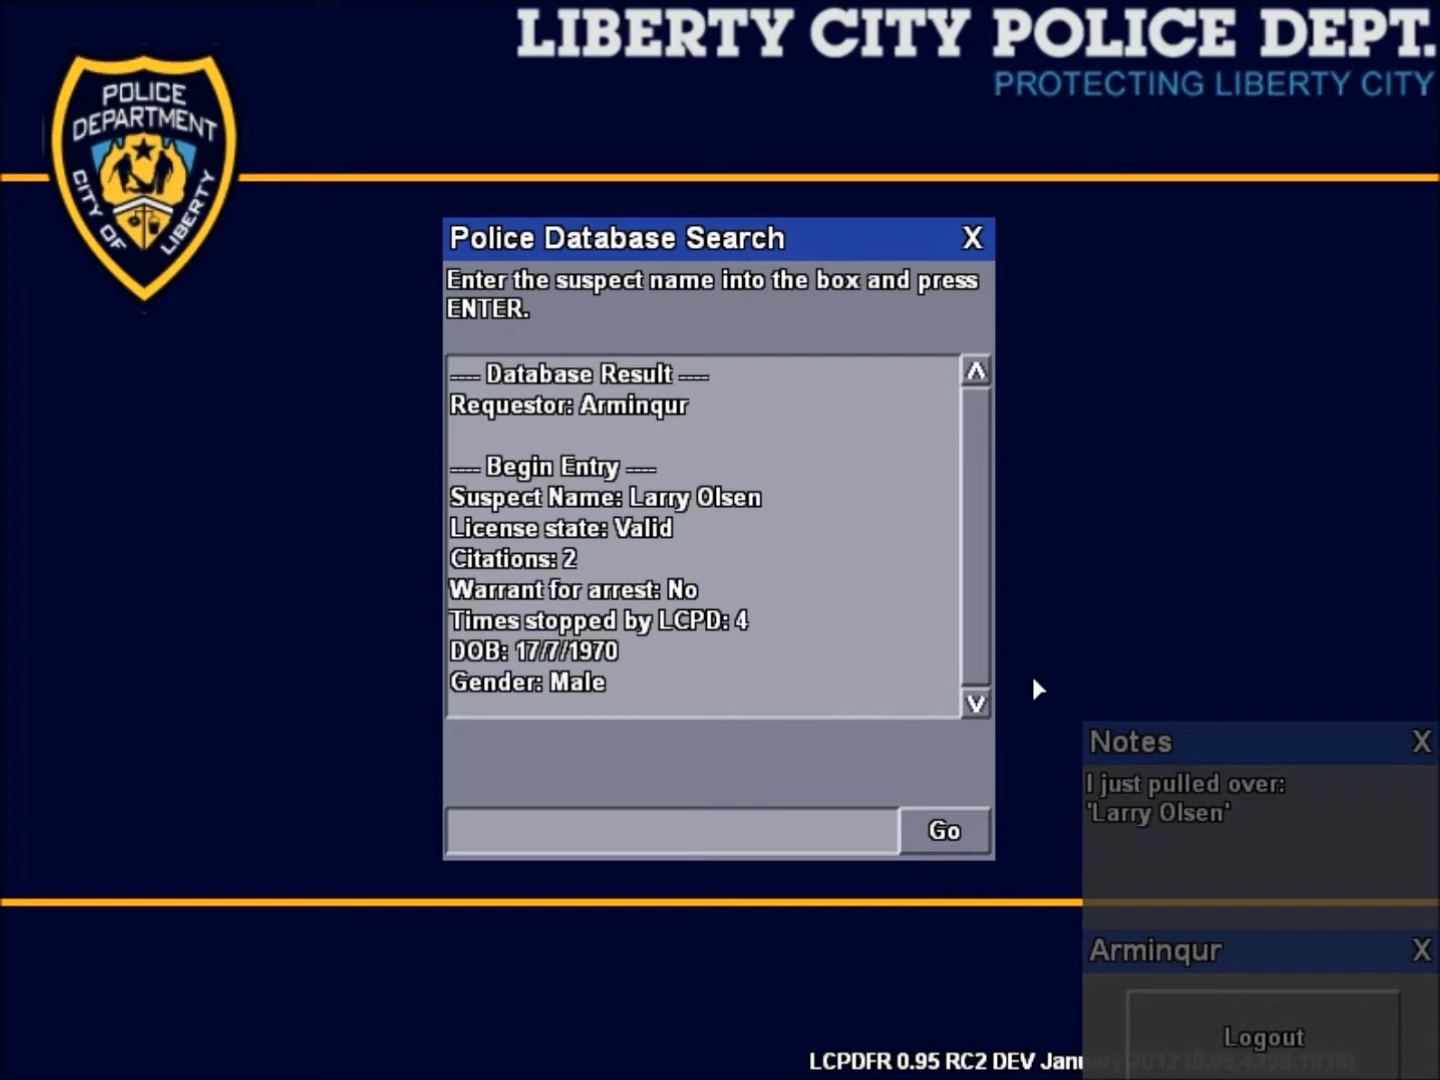 LIBERTY CITY POLICE DEPT.
PROTECTING LIBERTY CITY
POLICE
DEPARTMENT
CITY OF LIBERTY
Police Database Search X
Enter the suspect name into the box and press
ENTER.
---- Database Result ----
Requestor: Arminqur
---- Begin Entry ----
Suspect Name: Larry Olsen
License state: Valid
Citations: 2
Warrant for arrest: No
Times stopped by LCPD: 4
DOB: 17/7/1970
Gender: Male
Go
Notes X
I just pulled over:
'Larry Olsen'
Arminqur X
Logout
LCPDFR 0.95 RC2 DEV January 2012